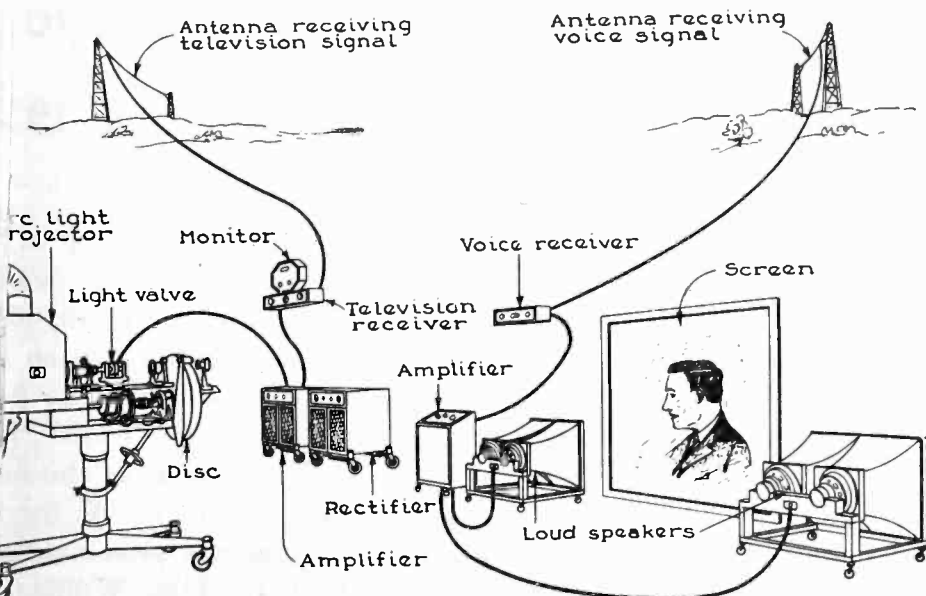 Antenna receiving
television signal
Antenna receiving
voice signal
rc light
rojector
Monitor
Voice receiver
Screen
Light valve
Television
receiver
Amplifier
Disc
Rectifier
Loud speakers
Amplifier